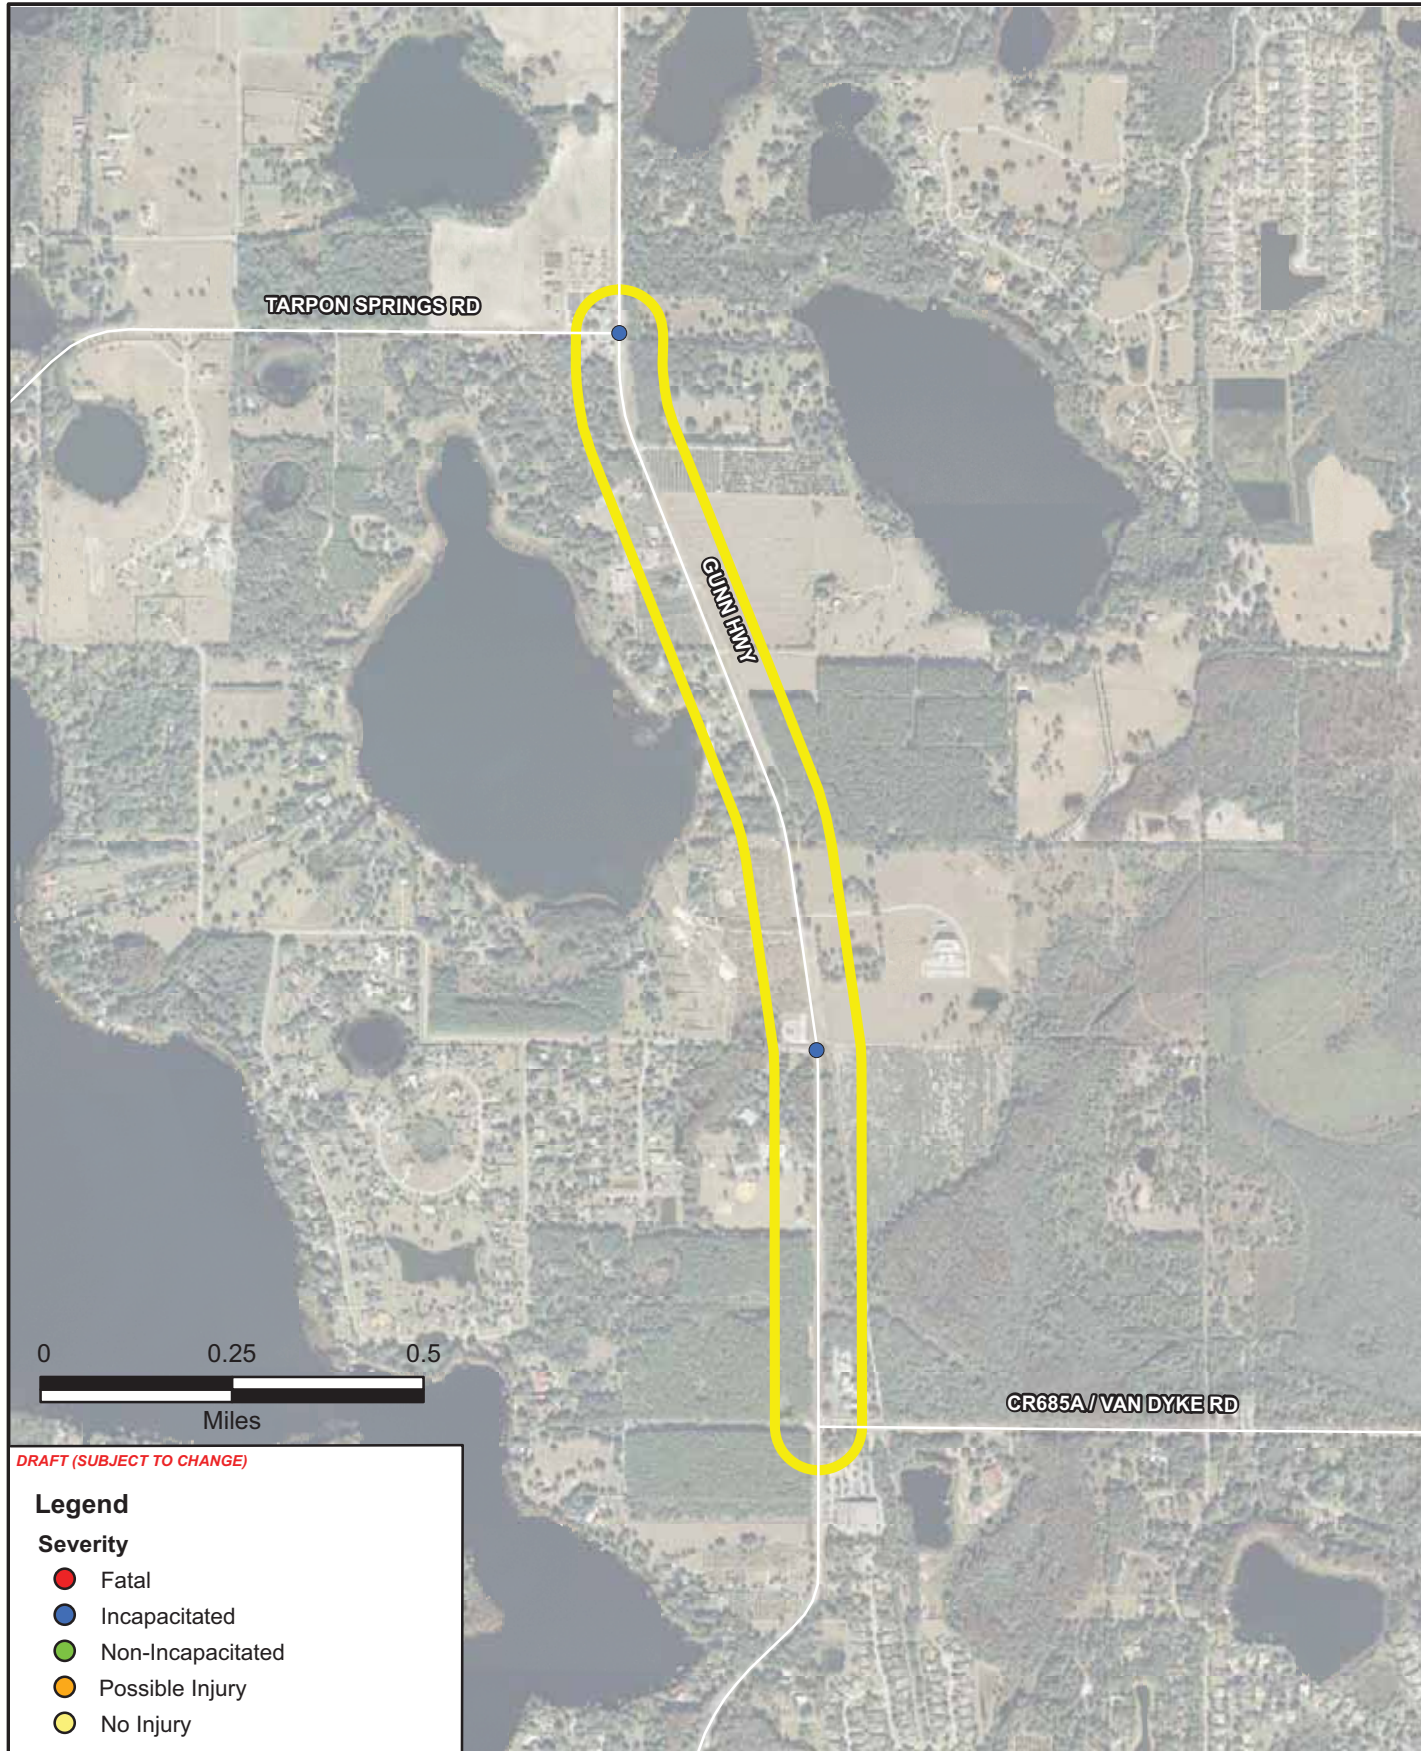 TARPON SPRINGS RD
GUNN HWY
CR685A / VAN DYKE RD
0 0.25 0.5
Miles
DRAFT (SUBJECT TO CHANGE)
Legend
Severity
Fatal
Incapacitated
Non-Incapacitated
Possible Injury
No Injury